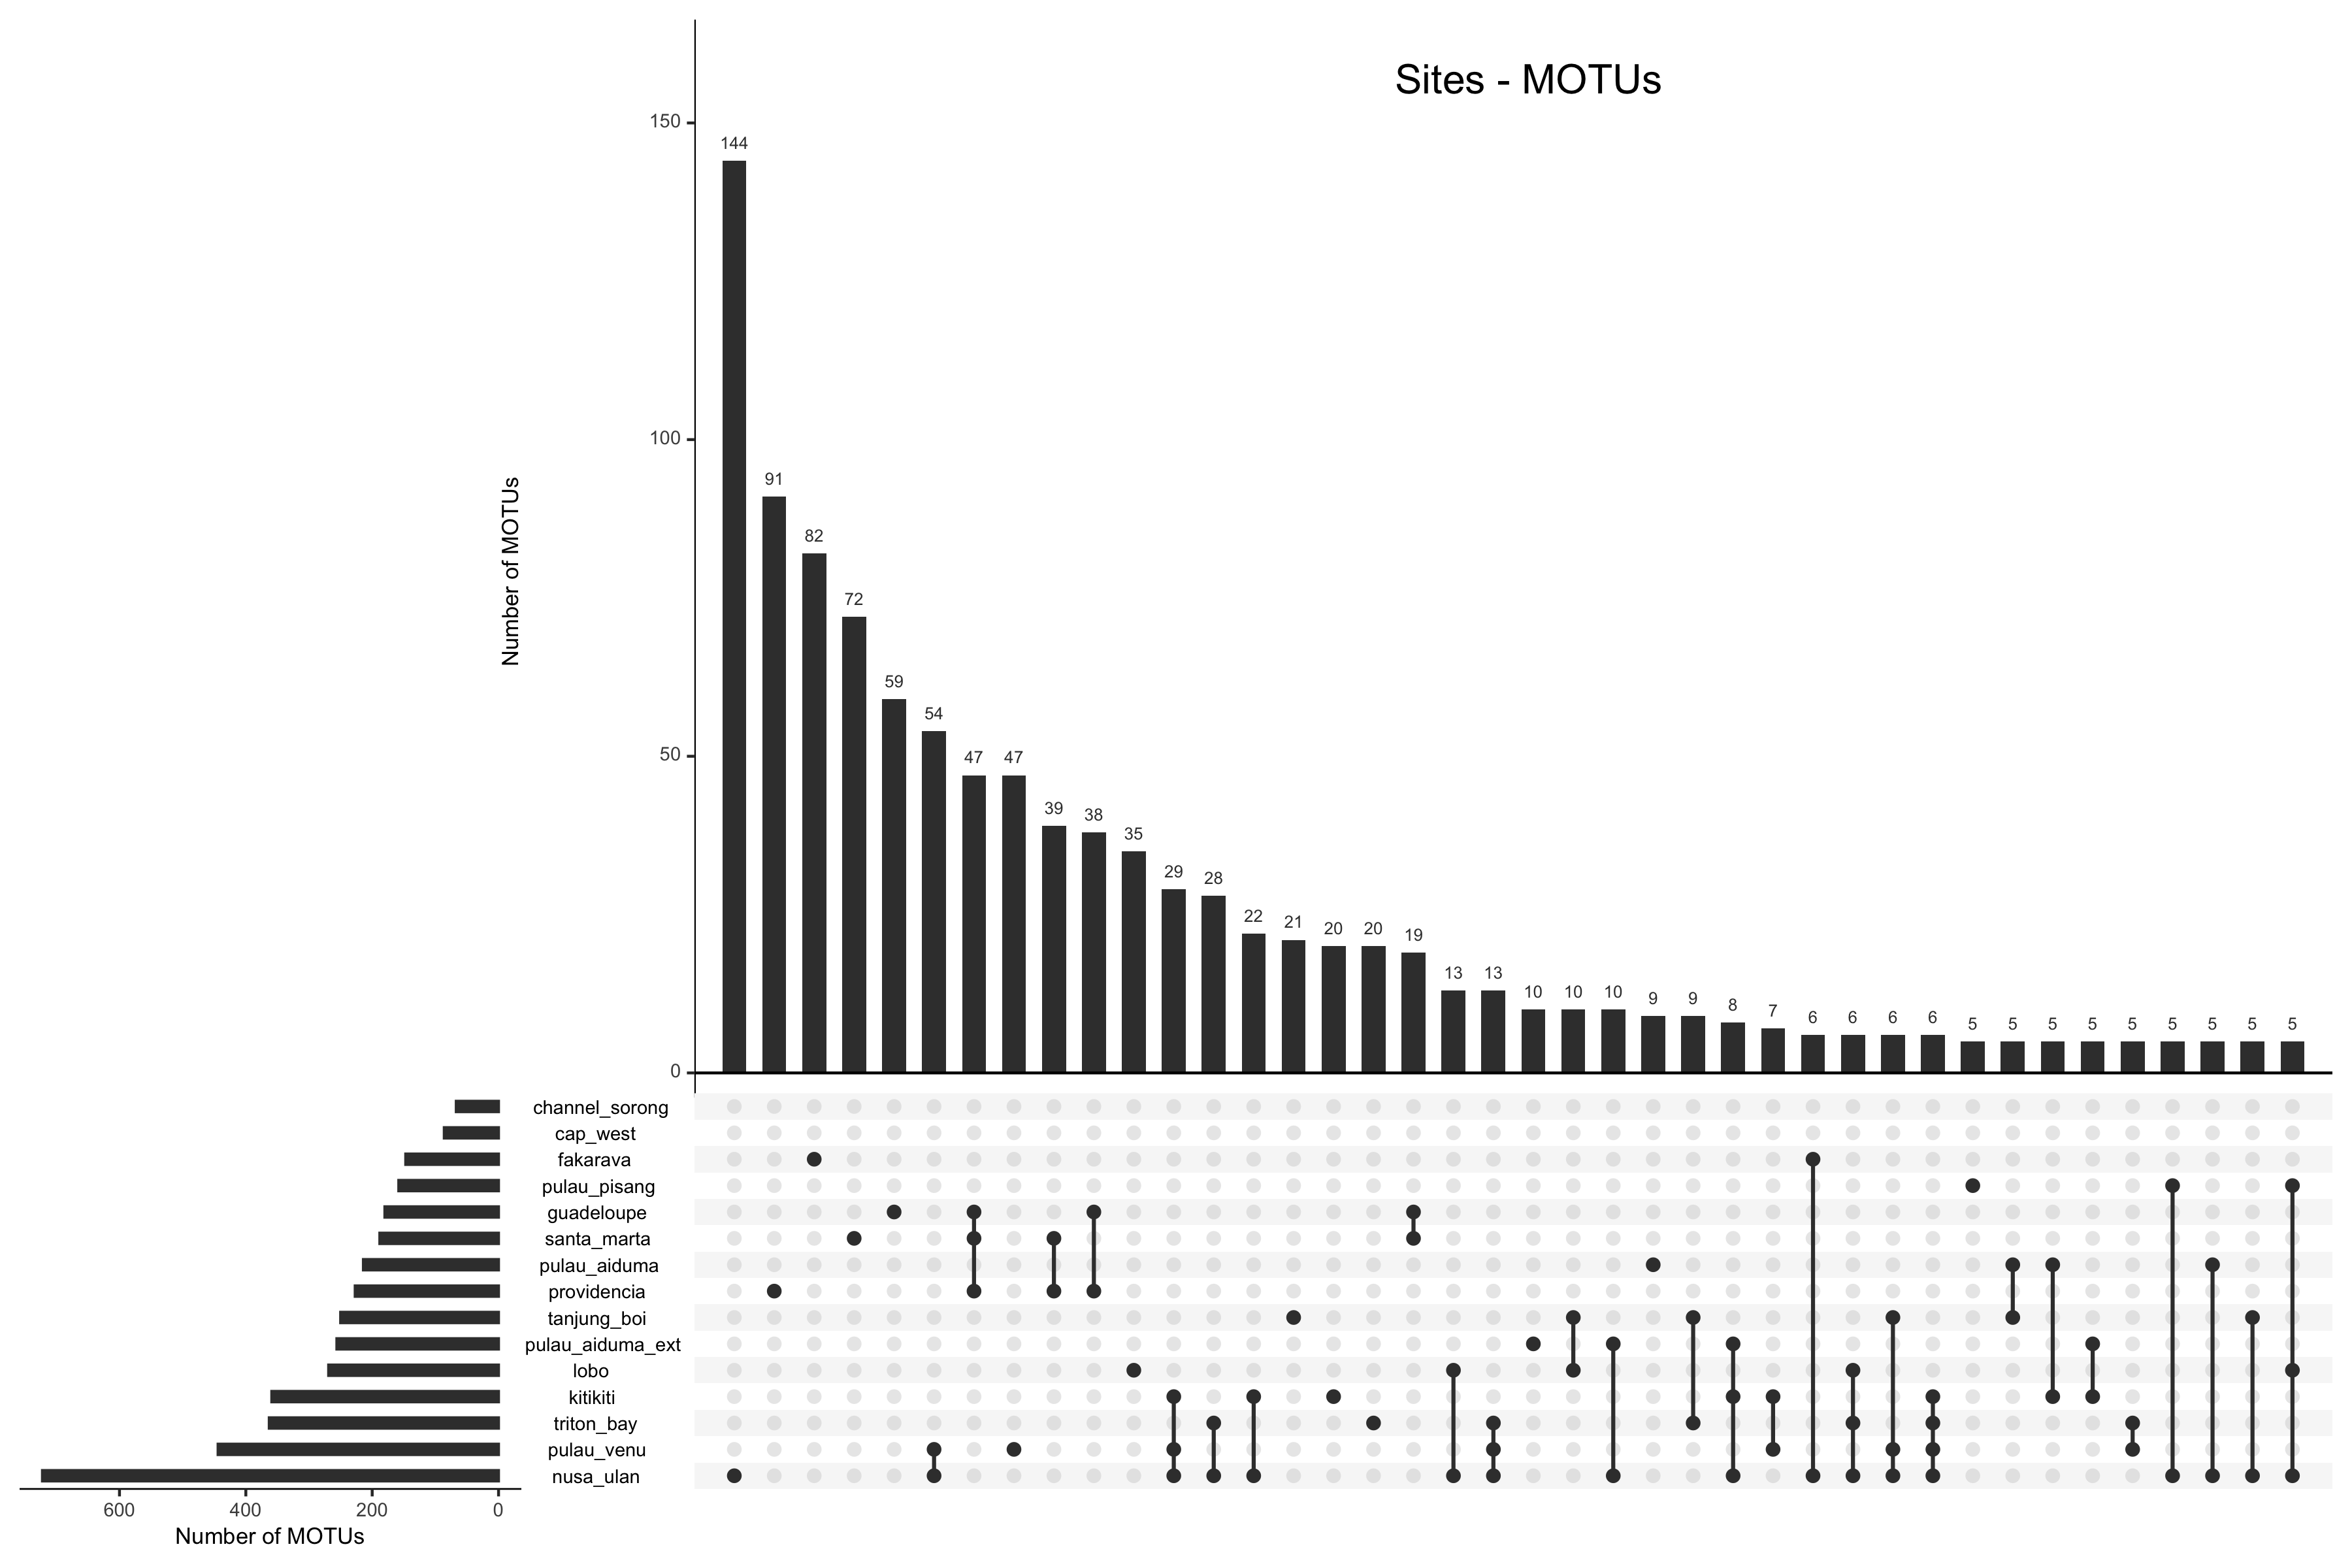 Sites - MOTUs
Number of MOTUs
150
100
50
0
144 91 82 72 59 54 47 47 39 38 35 29 28 22 21 20 20 19 13 13 10 10 10 9 9 8 7 6 6 6 6 5 5 5 5 5 5 5 5 5
channel_sorong
cap_west
fakarava
pulau_pisang
guadeloupe
santa_marta
pulau_aiduma
providencia
tanjung_boi
pulau_aiduma_ext
lobo
kitikiti
triton_bay
pulau_venu
nusa_ulan
600 400 200 0
Number of MOTUs